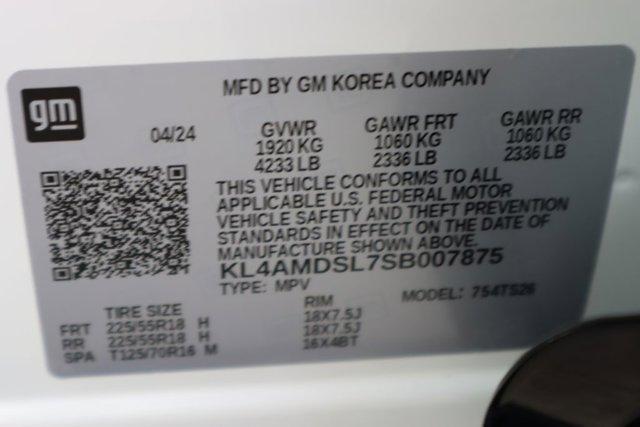 gm
MFD BY GM KOREA COMPANY
04/24 GVWR GAWR FRT GAWR RR
1920 KG 1060 KG 1060 KG
4233 LB 2336 LB 2336 LB
THIS VEHICLE CONFORMS TO ALL
APPLICABLE U.S. FEDERAL MOTOR
VEHICLE SAFETY AND THEFT PREVENTION
STANDARDS IN EFFECT ON THE DATE OF
MANUFACTURE SHOWN ABOVE.
KL4AMDSL7SB007875
TYPE: MPV MODEL: 754TS26
TIRE SIZE RIM
FRT 225/55R18 H 18X7.5J
RR 225/55R18 H 18X7.5J
SPA T125/70R16 M 16X4BT